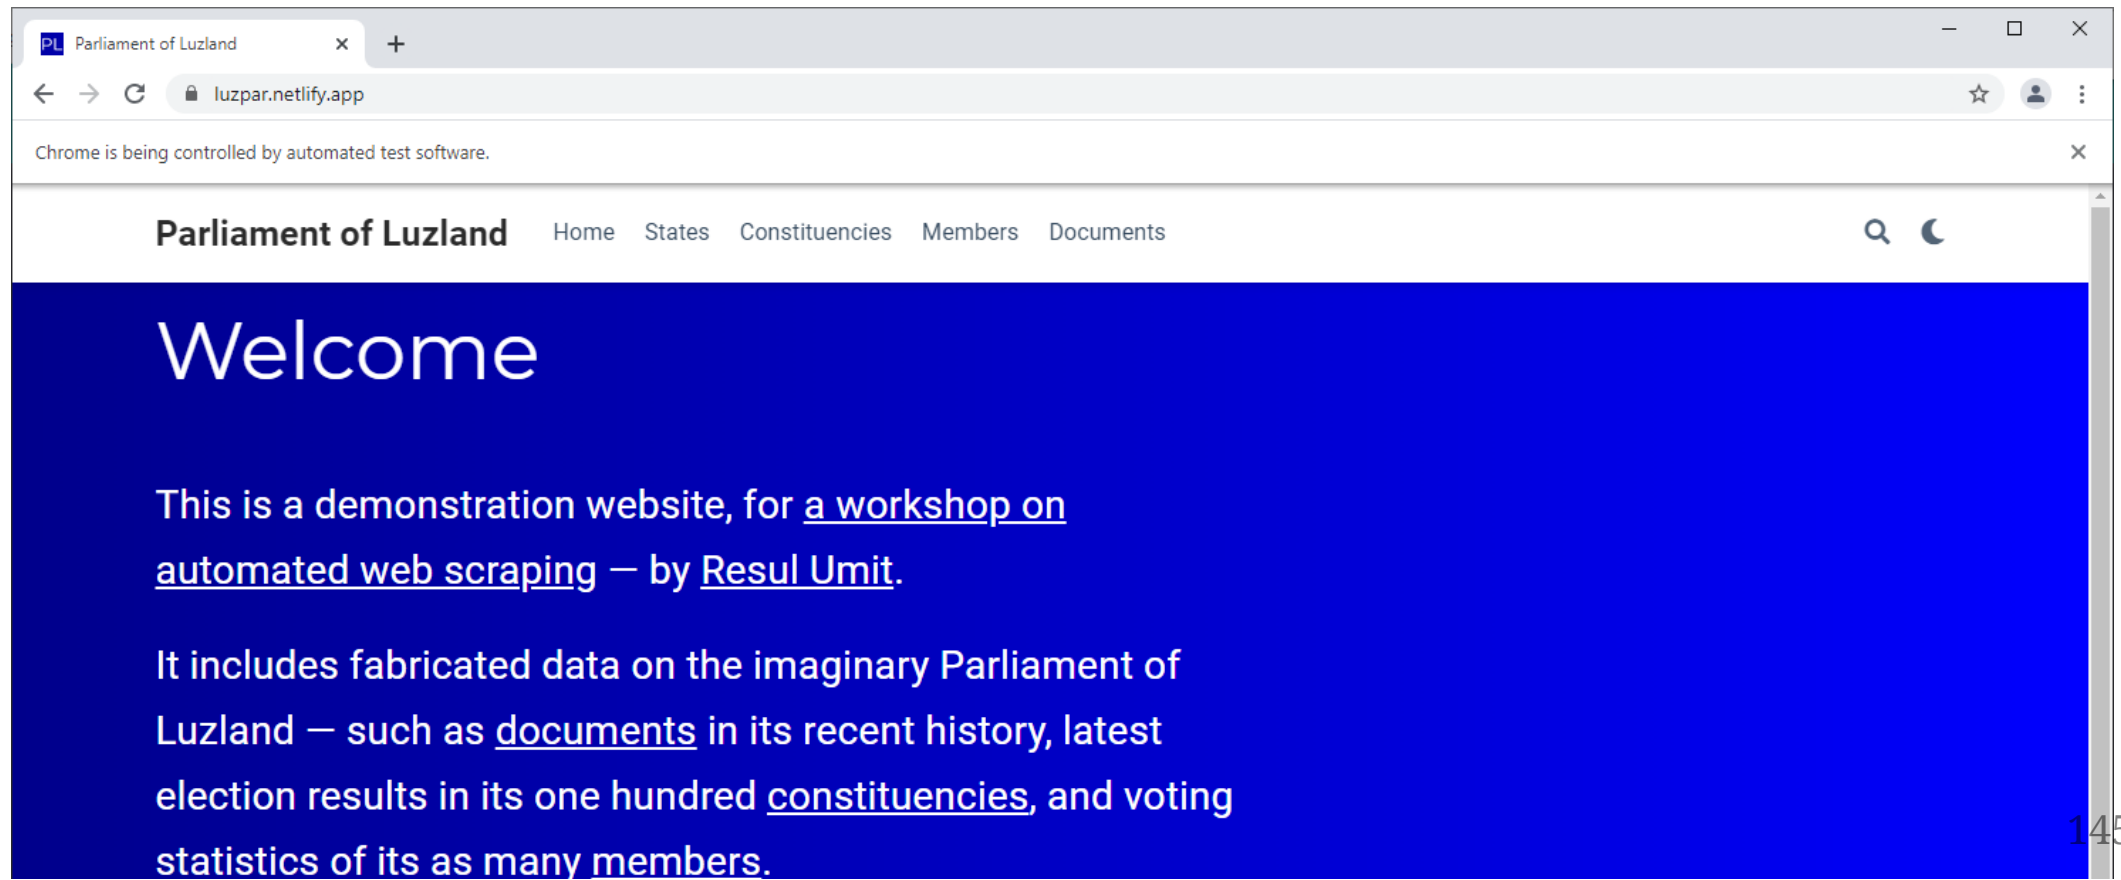 PL Parliament of Luzland
luzpar.netlify.app
Chrome is being controlled by automated test software.
Parliament of Luzland Home States Constituencies Members Documents
Welcome
This is a demonstration website, for a workshop on
automated web scraping — by Resul Umit.
It includes fabricated data on the imaginary Parliament of
Luzland — such as documents in its recent history, latest
election results in its one hundred constituencies, and voting
statistics of its as many members.